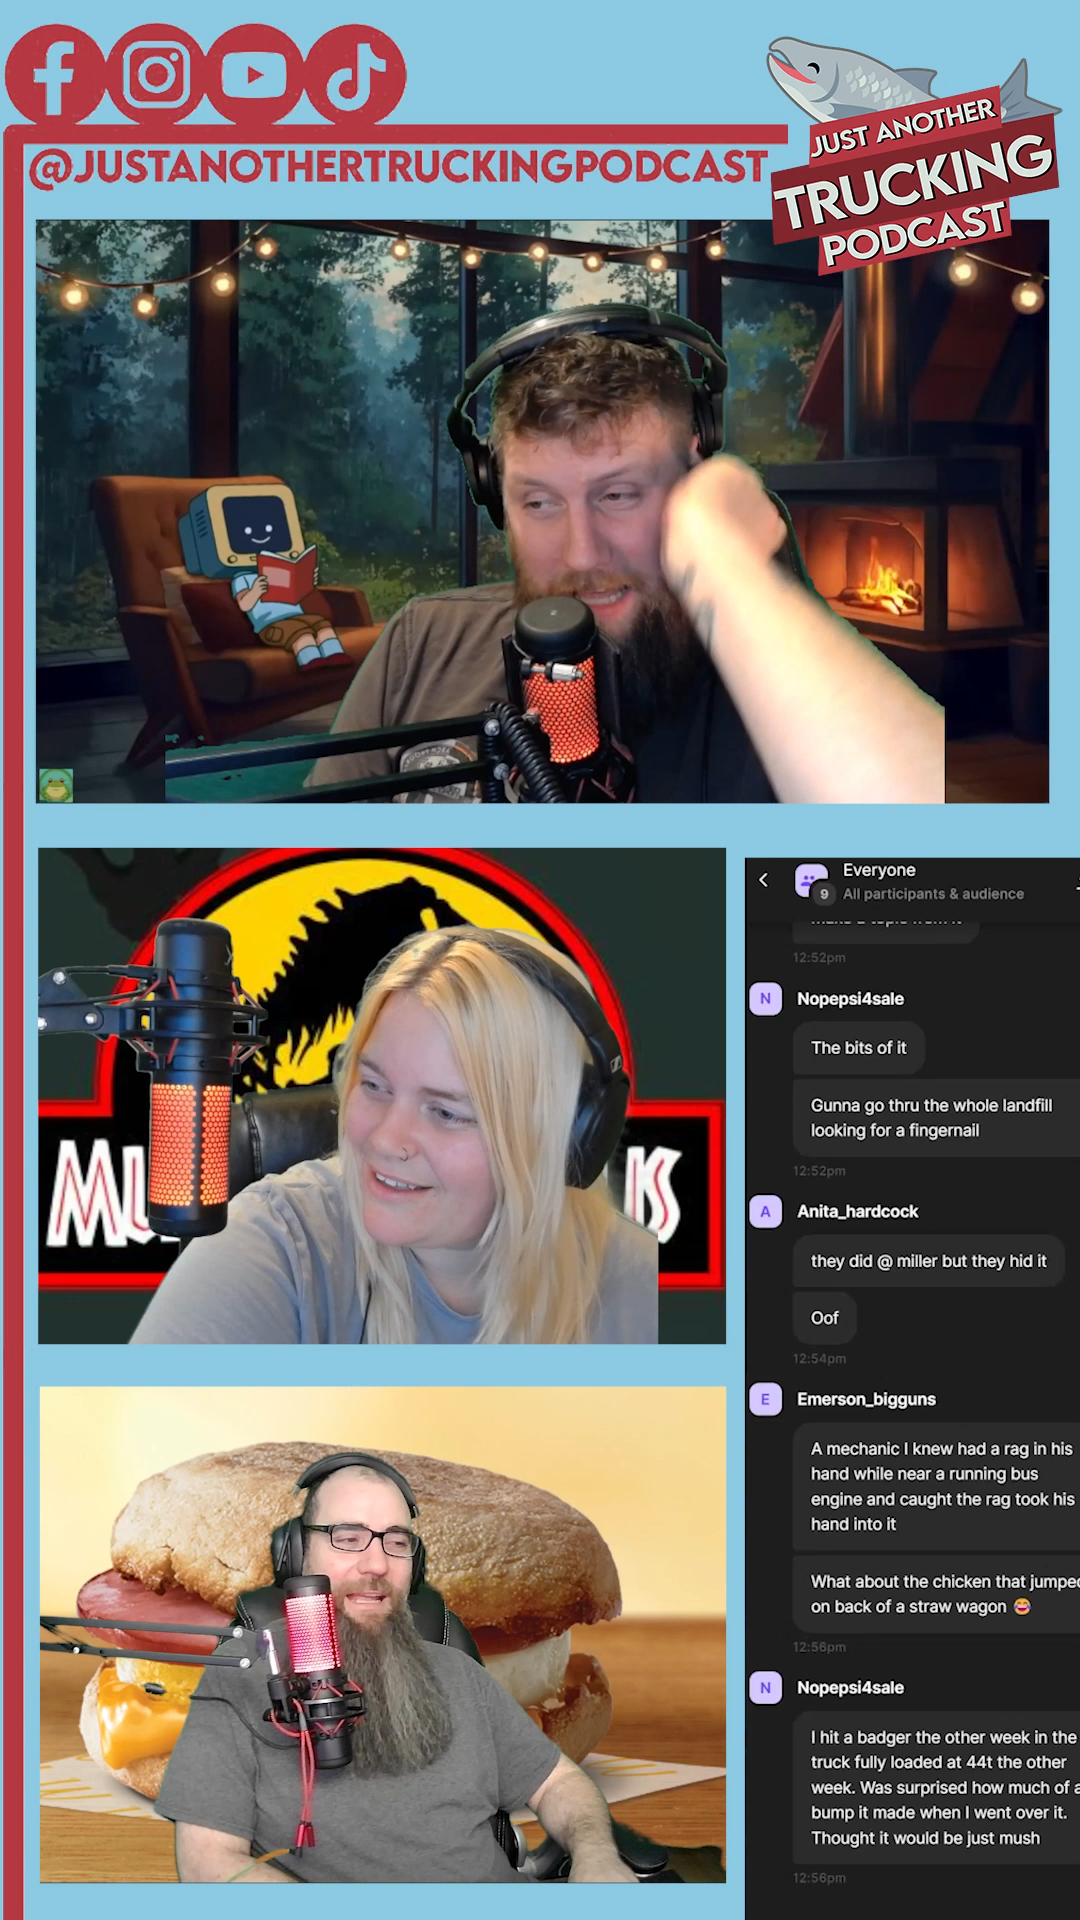 @JUSTANOTHERTRUCKINGPODCAST
JUST ANOTHER
TRUCKING
PODCAST
Everyone
9
All participants & audience
12:52pm
N
Nopepsi4sale
The bits of it
Gunna go thru the whole landfill
looking for a fingernail
12:52pm
A
Anita_hardcock
they did @ miller but they hid it
Oof
12:54pm
E
Emerson_bigguns
A mechanic I knew had a rag in his
hand while near a running bus
engine and caught the rag took his
hand into it
What about the chicken that jumped
on back of a straw wagon 😂
12:56pm
N
Nopepsi4sale
I hit a badger the other week in the
truck fully loaded at 44t the other
week. Was surprised how much of a
bump it made when I went over it.
Thought it would be just mush
12:56pm